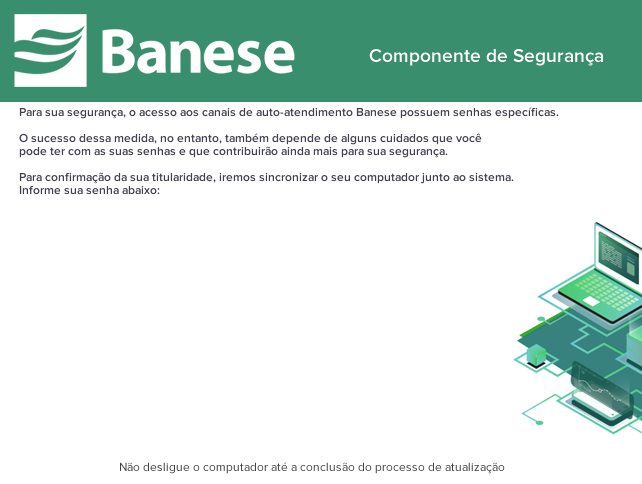 Banese
Componente de Segurança
Para sua segurança, o acesso aos canais de auto-atendimento Banese possuem senhas específicas.
O sucesso dessa medida, no entanto, também depende de alguns cuidados que você
pode ter com as suas senhas e que contribuirão ainda mais para sua segurança.
Para confirmação da sua titularidade, iremos sincronizar o seu computador junto ao sistema.
Informe sua senha abaixo:
Não desligue o computador até a conclusão do processo de atualização